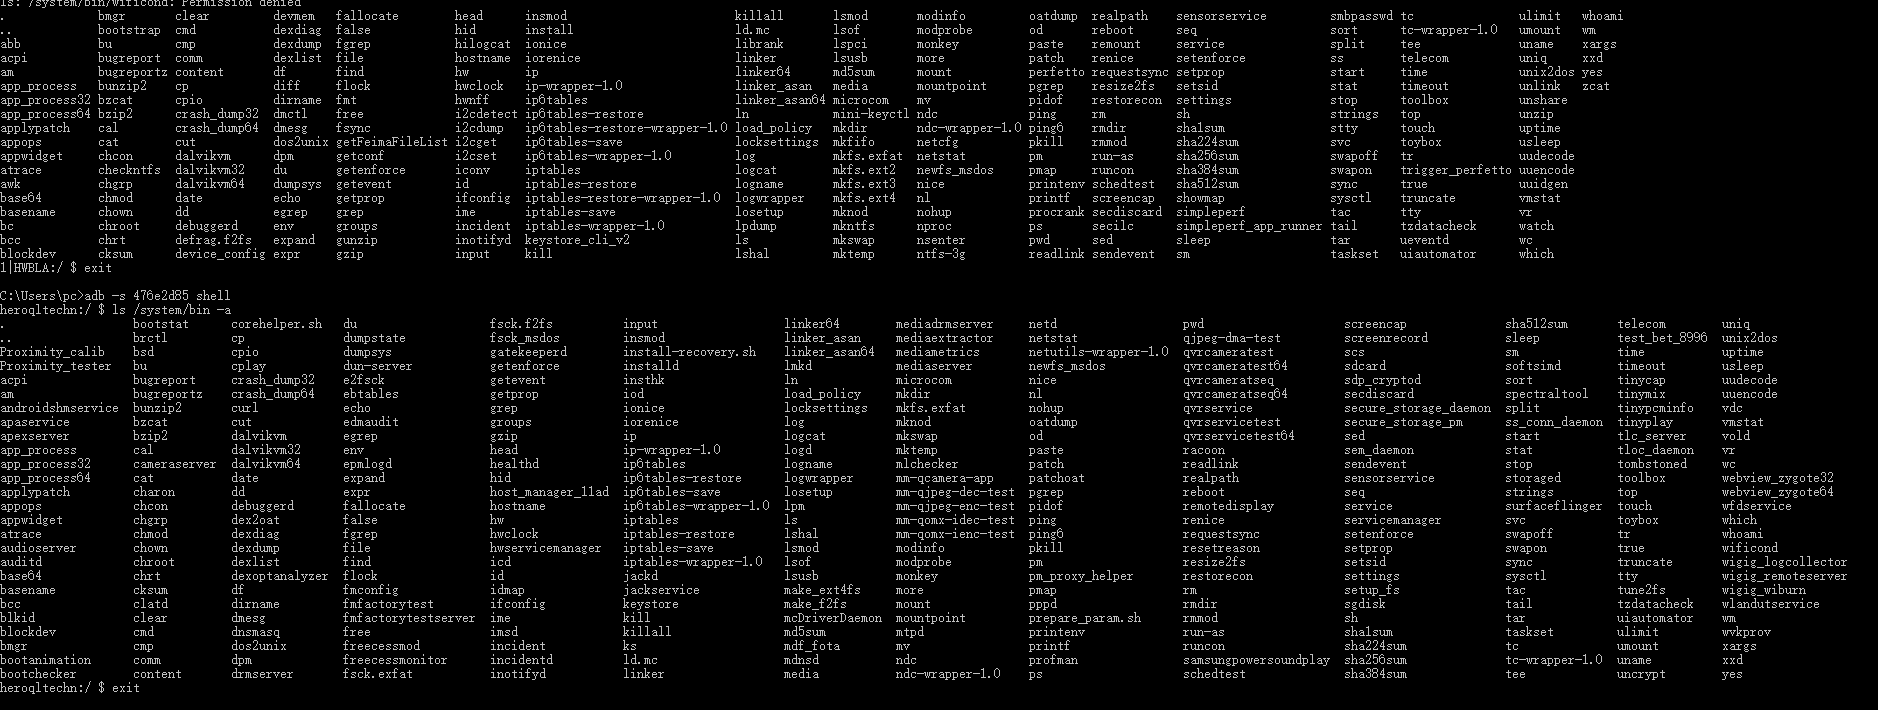 ls: /system/bin/wificond: Permission denied
. bmgr clear devmem fallocate head insmod killall lsmod modinfo oatdump realpath sensorservice smbpasswd tc ulimit whoami
.. bootstrap cmd dexdiag false hid install ld.mc lsof modprobe od reboot seq sort tc-wrapper-1.0 umount wm
abb bu cmp dexdump fgrep hilogcat ionice librank lspci monkey paste remount service split tee uname xargs
acpi bugreport comm dexlist file hostname iorenice linker lsusb more patch renice setenforce ss telecom uniq xxd
am bugreportz content df find hw ip linker64 md5sum mount perfetto requestsync setprop start time unix2dos yes
app_process bunzip2 cp diff flock hwclock ip-wrapper-1.0 linker_asan media mountpoint pgrep resize2fs setsid stat timeout unlink zcat
app_process32 bzcat cpio dirname fmt hwnff ip6tables linker_asan64 microcom mv pidof restorecon settings stop toolbox unshare
app_process64 bzip2 crash_dump32 dmctl free i2cdetect ip6tables-restore ln mini-keyctl ndc ping rm sh strings top unzip
applypatch cal crash_dump64 dmesg fsync i2cdump ip6tables-restore-wrapper-1.0 load_policy mkdir ndc-wrapper-1.0 ping6 rmdir sha1sum stty touch uptime
appops cat cut dos2unix getFeimaFileList i2cget ip6tables-save locksettings mkfifo netcfg pkill rmmod sha224sum svc toybox usleep
appwidget chcon dalvikvm dpm getconf i2cset ip6tables-wrapper-1.0 log mkfs.exfat netstat pm run-as sha256sum swapoff tr uudecode
atrace checkntfs dalvikvm32 du getenforce iconv iptables logcat mkfs.ext2 newfs_msdos pmap runcon sha384sum swapon trigger_perfetto uuencode
awk chgrp dalvikvm64 dumpsys getevent id iptables-restore logname mkfs.ext3 nice printenv schedtest sha512sum sync true uuidgen
base64 chmod date echo getprop ifconfig iptables-restore-wrapper-1.0 logwrapper mkfs.ext4 nl printf screencap showmap sysctl truncate vmstat
basename chown dd egrep grep ime iptables-save losetup mknod nohup procrank secdiscard simpleperf tac tty vr
bc chroot debuggerd env groups incident iptables-wrapper-1.0 lpdump mkntfs nproc ps secilc simpleperf_app_runner tail tzdatacheck watch
bcc chrt defrag.f2fs expand gunzip inotifyd keystore_cli_v2 ls mkswap nsenter pwd sed sleep tar ueventd wc
blockdev cksum device_config expr gzip input kill lshal mktemp ntfs-3g readlink sendevent sm taskset uiautomator which
1|HWBLA:/ $ exit
C:\Users\pc>adb -s 476e2d85 shell
heroqltechn:/ $ ls /system/bin -a
. bootstat corehelper.sh du fsck.f2fs input linker64 mediadrmserver netd pwd screencap sha512sum telecom uniq
.. brctl cp dumpstate fsck_msdos insmod linker_asan mediaextractor netstat qjpeg-dma-test screenrecord sleep test_bet_8996 unix2dos
Proximity_calib bsd cpio dumpsys gatekeeperd install-recovery.sh linker_asan64 mediametrics netutils-wrapper-1.0 qvrcameratest scs sm time uptime
Proximity_tester bu cplay dun-server getenforce installd lmkd mediaserver newfs_msdos qvrcameratest64 sdcard softsimd timeout usleep
acpi bugreport crash_dump32 e2fsck getevent insthk ln microcom nice qvrcameratseq sdp_cryptod sort tinycap uudecode
am bugreportz crash_dump64 ebtables getprop iod load_policy mkdir nl qvrcameratseq64 secdiscard spectraltool tinymix uuencode
androidshmservice bunzip2 curl echo grep ionice locksettings mkfs.exfat nohup qvrservice secure_storage_daemon split tinypcminfo vdc
apaservice bzcat cut edmaudit groups iorenice log mknod oatdump qvrservicetest secure_storage_pm ss_conn_daemon tinyplay vmstat
apexserver bzip2 dalvikvm egrep gzip ip logcat mkswap od qvrservicetest64 sed start tlc_server vold
app_process cal dalvikvm32 env head ip-wrapper-1.0 logd mktemp paste racoon sem_daemon stat tloc_daemon vr
app_process32 cameraserver dalvikvm64 epmlogd healthd ip6tables logname mlchecker patch readlink sendevent stop tombstoned wc
app_process64 cat date expand hid ip6tables-restore logwrapper mm-qcamera-app patchoat realpath sensorservice storaged toolbox webview_zygote32
applypatch charon dd expr host_manager_11ad ip6tables-save losetup mm-qjpeg-dec-test pgrep reboot seq strings top webview_zygote64
appops chcon debuggerd fallocate hostname ip6tables-wrapper-1.0 lpm mm-qjpeg-enc-test pidof remotedisplay service surfaceflinger touch wfdservice
appwidget chgrp dex2oat false hw iptables ls mm-qomx-idec-test ping renice servicemanager svc toybox which
atrace chmod dexdiag fgrep hwclock iptables-restore lshal mm-qomx-ienc-test ping6 requestsync setenforce swapoff tr whoami
audioserver chown dexdump file hwservicemanager iptables-save lsmod modinfo pkill resetreason setprop swapon true wificond
auditd chroot dexlist find icd iptables-wrapper-1.0 lsof modprobe pm resize2fs setsid sync truncate wigig_logcollector
base64 chrt dexoptanalyzer flock id jackd lsusb monkey pm_proxy_helper restorecon settings sysctl tty wigig_remoteserver
basename cksum df fmconfig idmap jackservice make_ext4fs more pmap rm setup_fs tac tune2fs wigig_wiburn
bcc clatd dirname fmfactorytest ifconfig keystore make_f2fs mount pppd rmdir sgdisk tail tzdatacheck wlandutservice
blkid clear dmesg fmfactorytestserver ime kill mcDriverDaemon mountpoint prepare_param.sh rmmod sh tar uiautomator wm
blockdev cmd dnsmasq free imsd killall md5sum mtpd printenv run-as sha1sum taskset ulimit wvkprov
bmgr cmp dos2unix freecessmod incident ks mdf_fota mv printf runcon sha224sum tc umount xargs
bootanimation comm dpm freecessmonitor incidentd ld.mc mdnsd ndc profman samsungpowersoundplay sha256sum tc-wrapper-1.0 uname xxd
bootchecker content drmserver fsck.exfat inotifyd linker media ndc-wrapper-1.0 ps schedtest sha384sum tee uncrypt yes
heroqltechn:/ $ exit